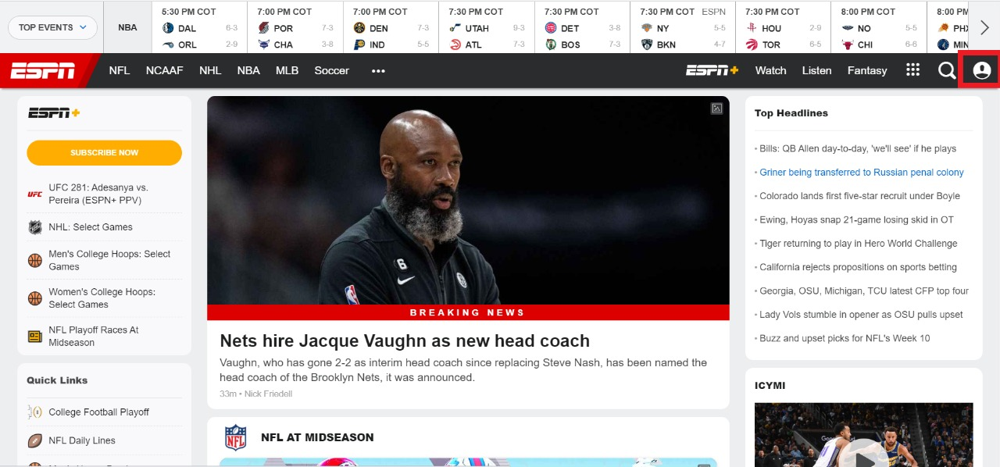 TOP EVENTS
NBA
5:30 PM COT
DAL 6-3
ORL 2-9
7:00 PM COT
POR 7-3
CHA 3-8
7:00 PM COT
DEN 7-3
IND 5-5
7:30 PM COT
UTAH 9-3
ATL 7-3
7:30 PM COT
DET 3-8
BOS 7-3
7:30 PM COT ESPN
NY 5-5
BKN 4-7
7:30 PM COT
HOU 2-9
TOR 6-5
8:00 PM COT
NO 5-5
CHI 6-6
8:00 PM
PHX
MIN
ESPN NFL NCAAF NHL NBA MLB Soccer ••• ESPN+ Watch Listen Fantasy
ESPN+
SUBSCRIBE NOW
UFC
UFC 281: Adesanya vs.
Pereira (ESPN+ PPV)
NHL: Select Games
Men's College Hoops: Select
Games
Women's College Hoops:
Select Games
NFL Playoff Races At
Midseason
Quick Links
College Football Playoff
NFL Daily Lines
6
BREAKING NEWS
Nets hire Jacque Vaughn as new head coach
Vaughn, who has gone 2-2 as interim head coach since replacing Steve Nash, has been named the
head coach of the Brooklyn Nets, it was announced.
33m • Nick Friedell
NFL
NFL AT MIDSEASON
Top Headlines
Bills: QB Allen day-to-day, 'we'll see' if he plays
Griner being transferred to Russian penal colony
Colorado lands first five-star recruit under Boyle
Ewing, Hoyas snap 21-game losing skid in OT
Tiger returning to play in Hero World Challenge
California rejects propositions on sports betting
Georgia, OSU, Michigan, TCU latest CFP top four
Lady Vols stumble in opener as OSU pulls upset
Buzz and upset picks for NFL's Week 10
ICYMI